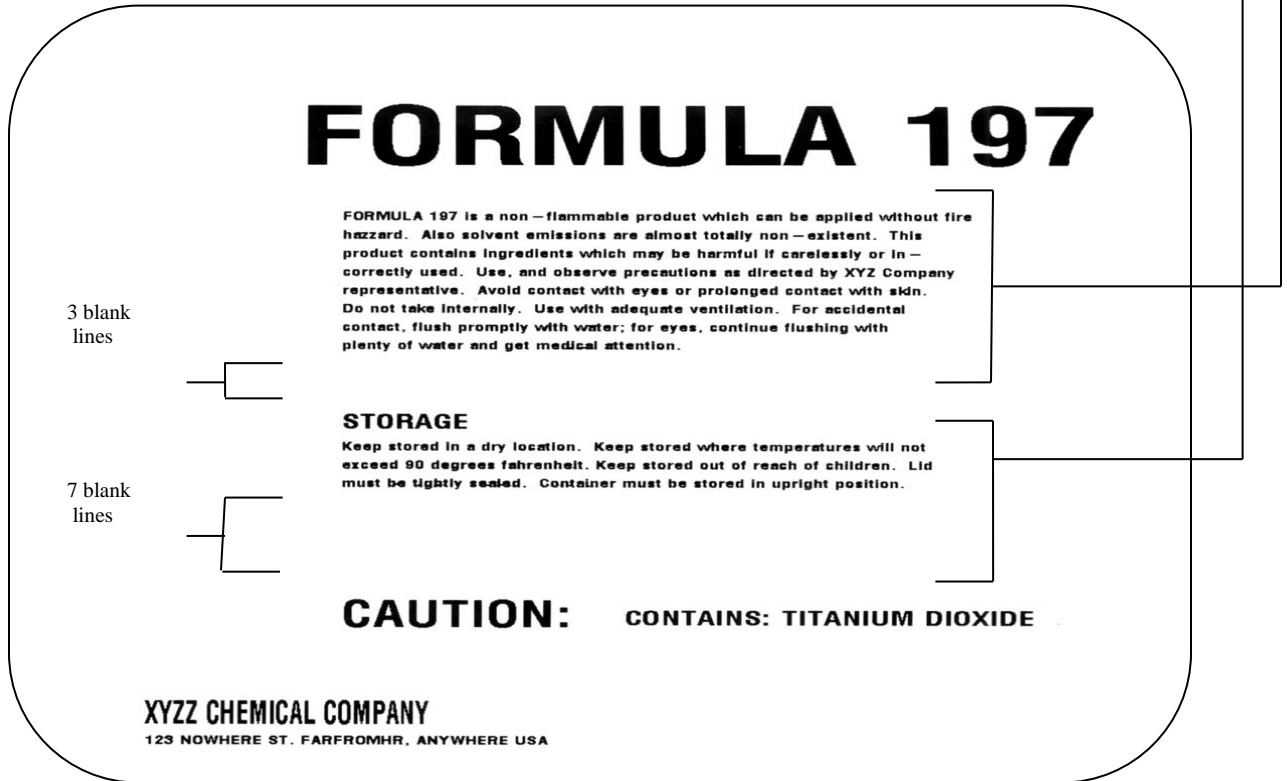 FORMULA 197
FORMULA 197 is a non-flammable product which can be applied without fire
hazzard. Also solvent emissions are almost totally non-existent. This
product contains ingredients which may be harmful if carelessly or in-
correctly used. Use, and observe precautions as directed by XYZ Company
representative. Avoid contact with eyes or prolonged contact with skin.
Do not take internally. Use with adequate ventilation. For accidental
contact, flush promptly with water; for eyes, continue flushing with
plenty of water and get medical attention.
3 blank
lines
STORAGE
Keep stored in a dry location. Keep stored where temperatures will not
exceed 90 degrees fahrenheit. Keep stored out of reach of children. Lid
must be tightly sealed. Container must be stored in upright position.
7 blank
lines
CAUTION: CONTAINS: TITANIUM DIOXIDE
XYZZ CHEMICAL COMPANY
123 NOWHERE ST. FARFROMHR, ANYWHERE USA